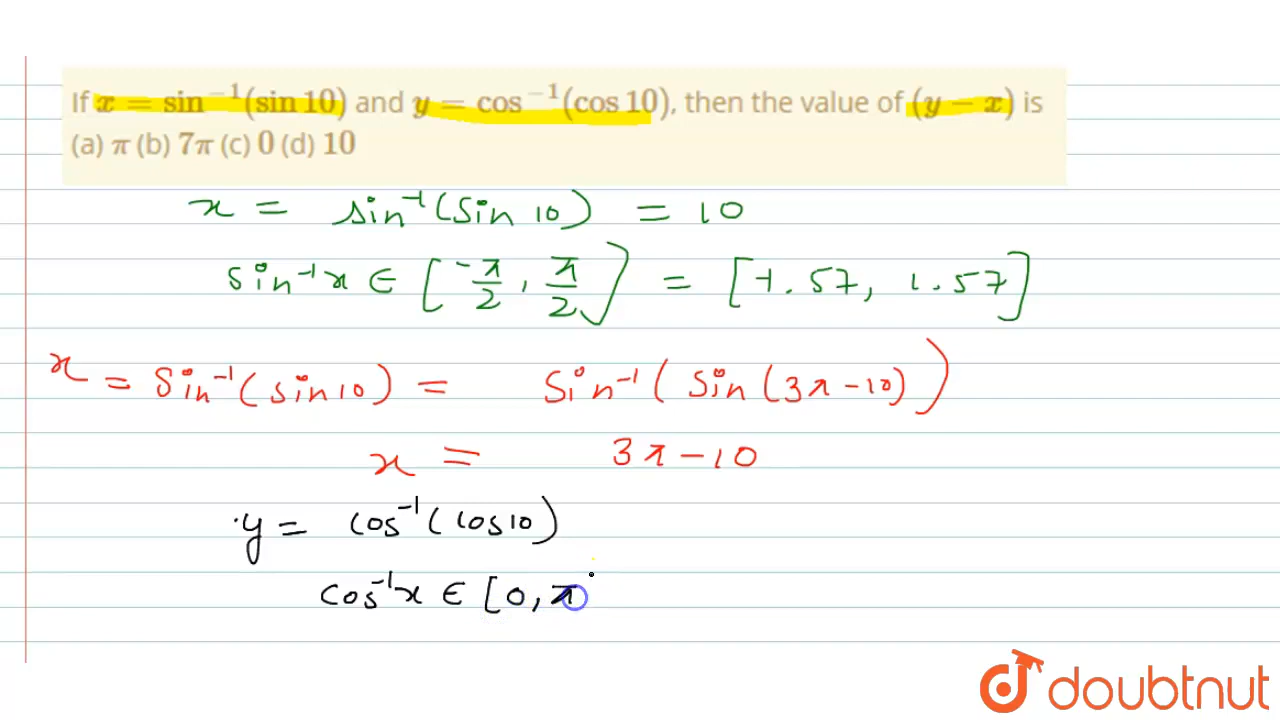 If x = sin⁻¹(sin 10) and y = cos⁻¹(cos 10), then the value of (y − x) is
(a) π (b) 7π (c) 0 (d) 10
x = sin⁻¹(sin 10) = 10
sin⁻¹x ∈ [-π/2, π/2] = [-1.57, 1.57]
x = sin⁻¹(sin 10) = sin⁻¹(sin(3π-10))
x = 3π-10
y = cos⁻¹(cos 10)
cos⁻¹x ∈ [0, π
doubtnut